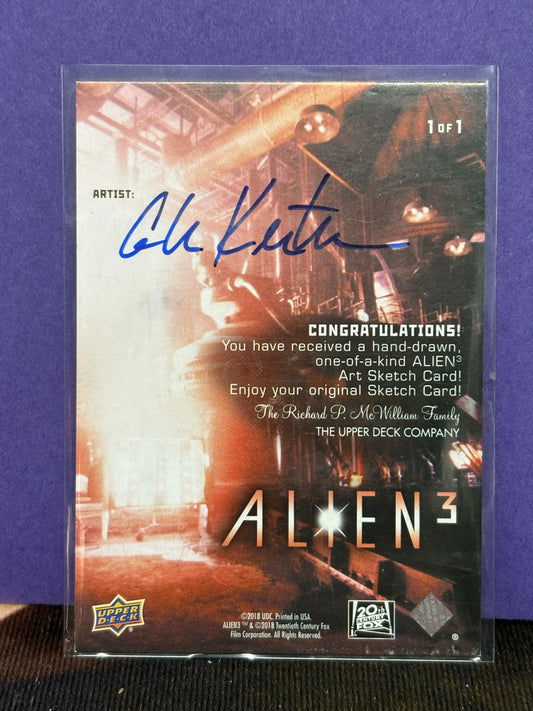 1 OF 1
ARTIST:
CONGRATULATIONS!
You have received a hand-drawn,
one-of-a-kind ALIEN³
Art Sketch Card!
Enjoy your original Sketch Card!
The Richard P. McWilliam Family
THE UPPER DECK COMPANY
ALIEN³
©2018 UDC. Printed in USA.
ALIEN3 ™ & ©2018 Twentieth Century Fox
Film Corporation. All Rights Reserved.
UPPER DECK
20th
CENTURY
FOX
®